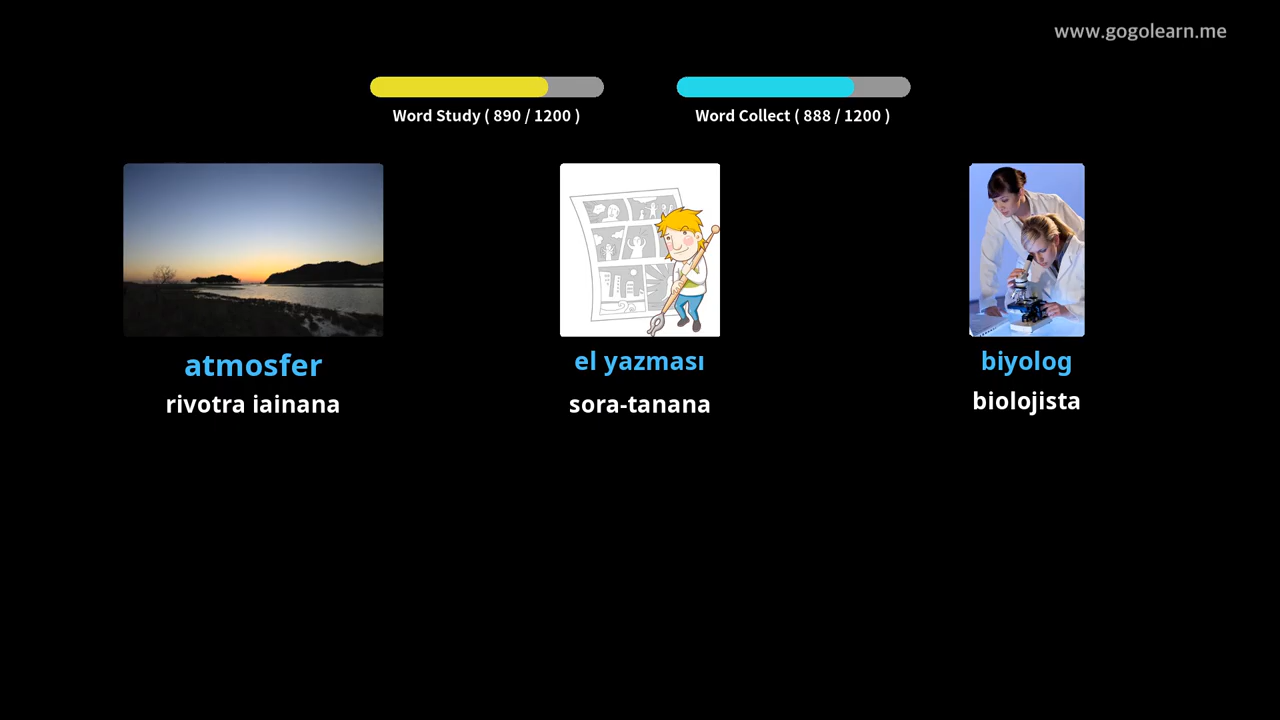 www.gogolearn.me
Word Study ( 890 / 1200 )
Word Collect ( 888 / 1200 )
atmosfer
rivotra iainana
el yazması
sora-tanana
biyolog
biolojista